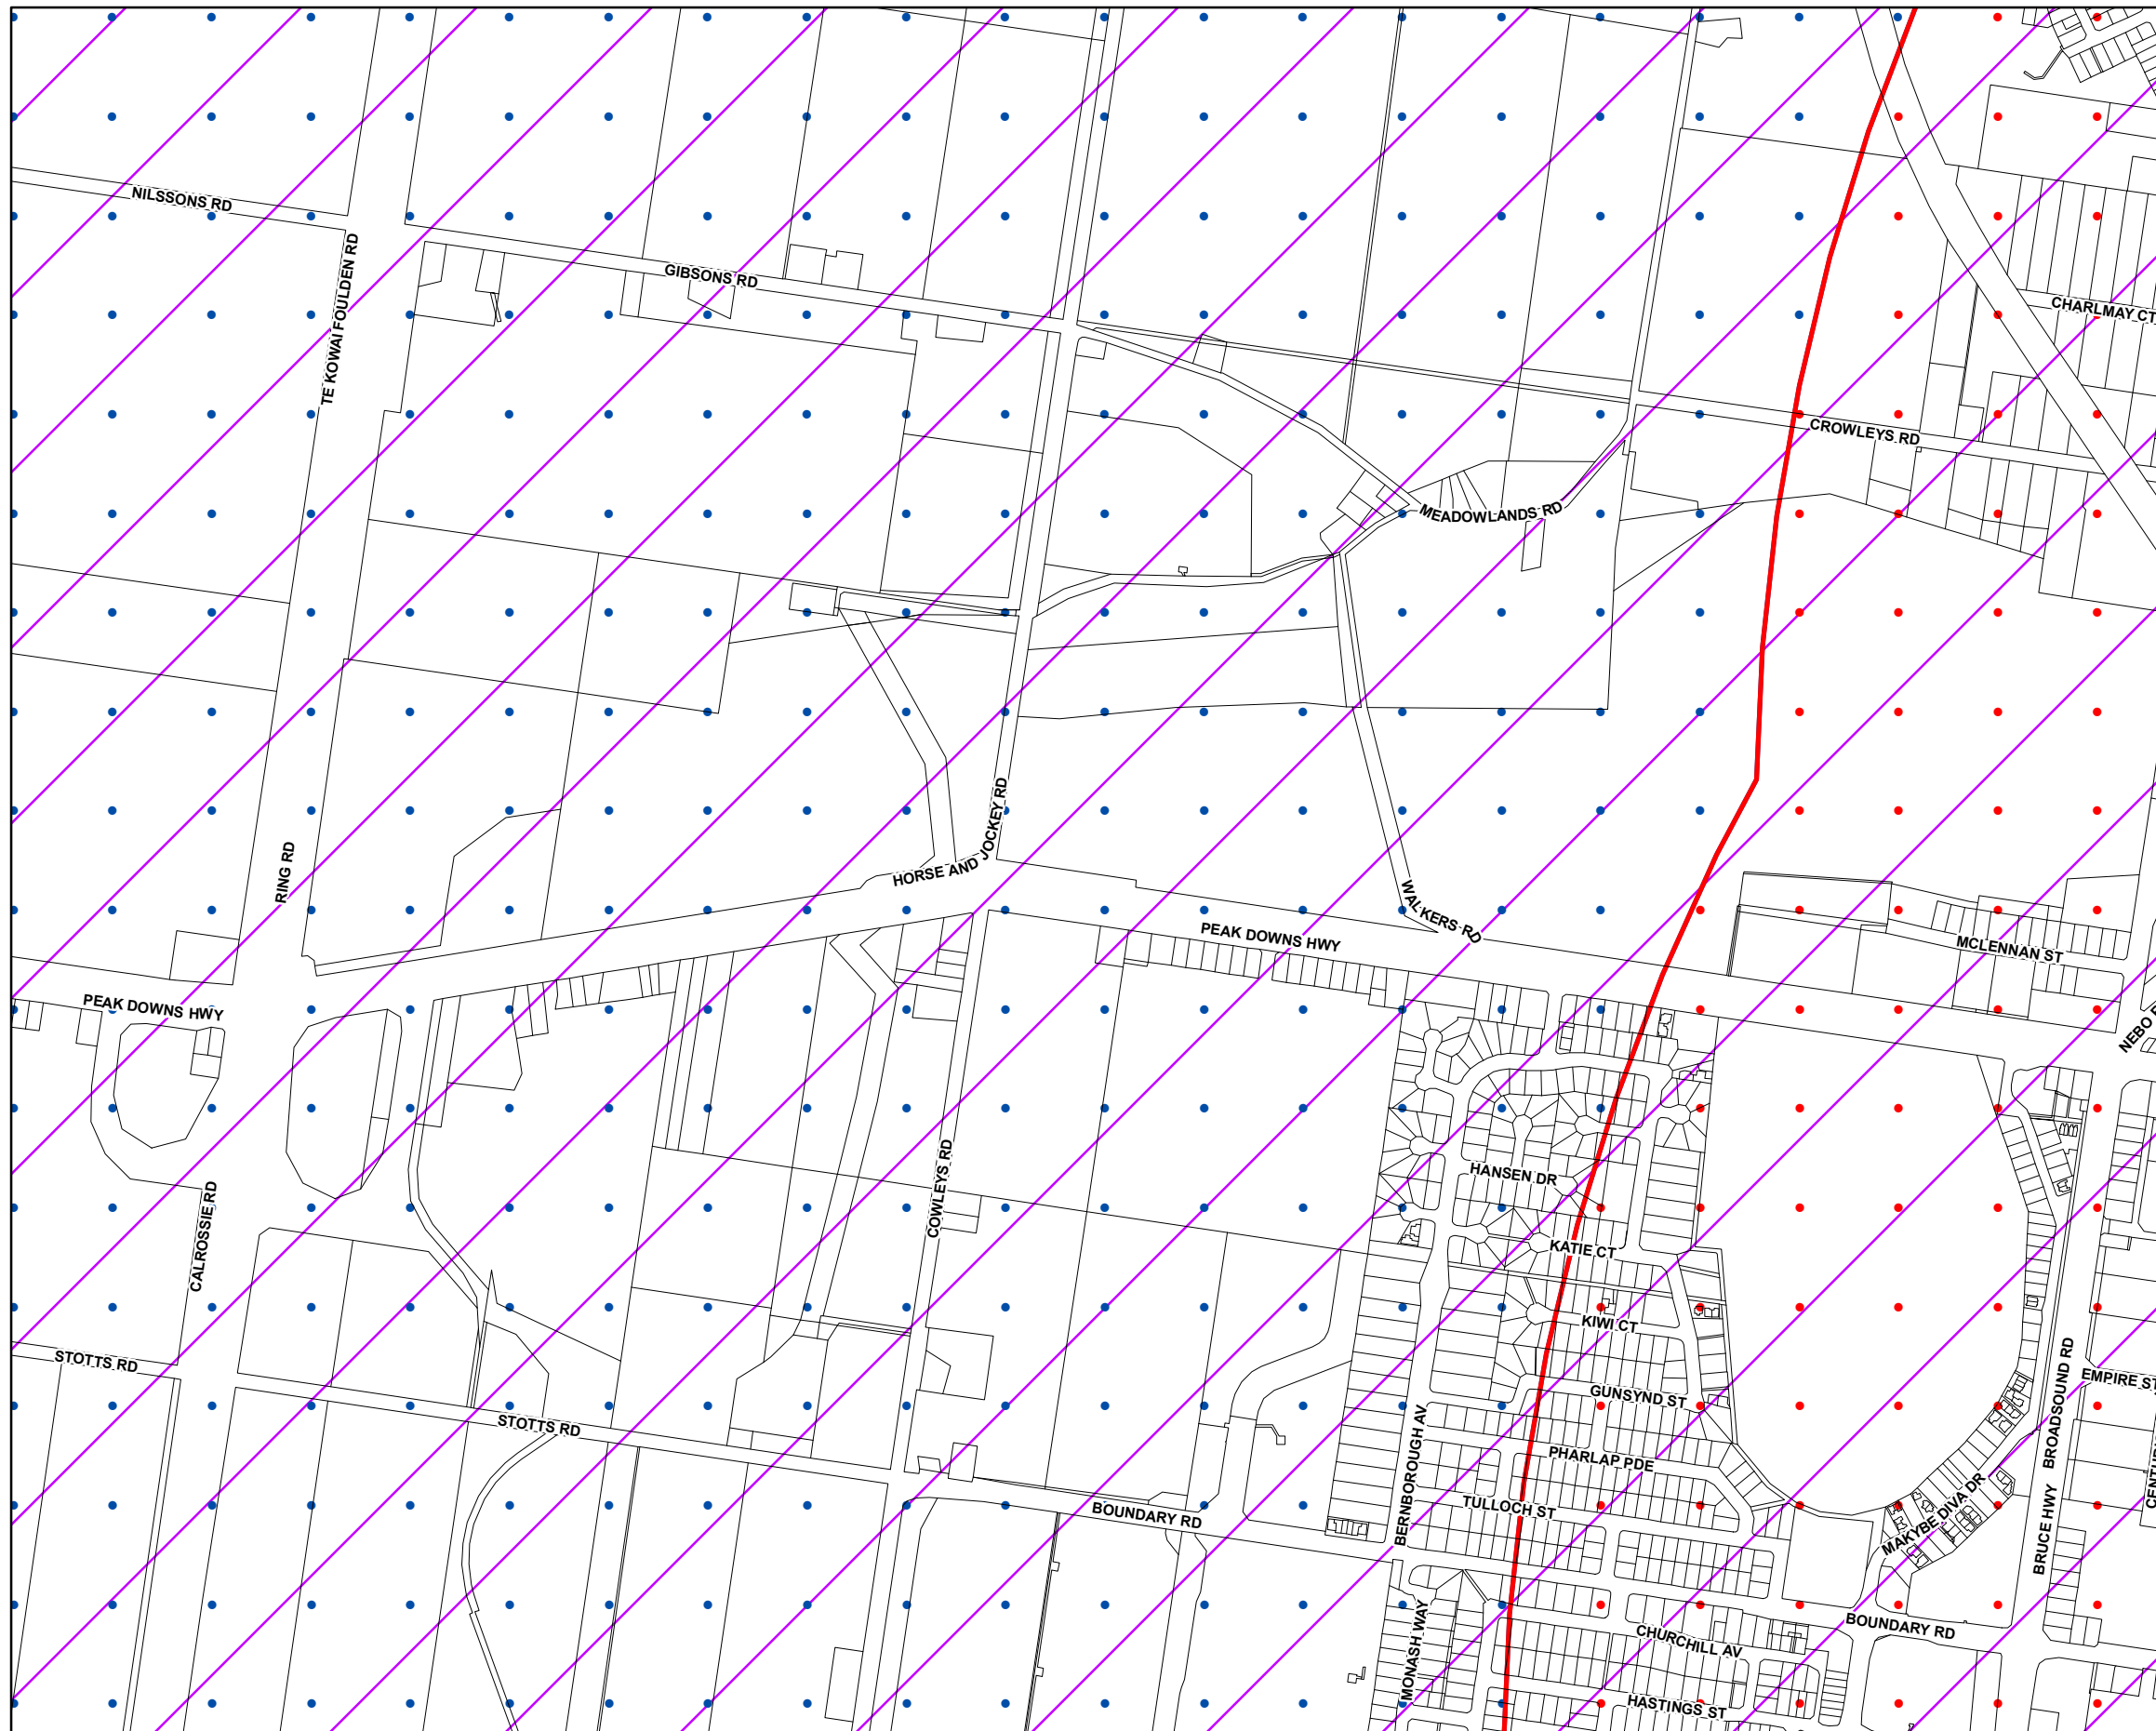 NILSSONS RD
TE KOWAI FOULDEN RD
GIBSONS RD
CHARLMAY CT
CROWLEYS RD
MEADOWLANDS RD
RING RD
HORSE AND JOCKEY RD
WALKERS RD
PEAK DOWNS HWY
MCLENNAN ST
PEAK DOWNS HWY
NEBO
HANSEN DR
COWLEYS RD
CALROSSIE RD
KATIE CT
KIWI CT
STOTTS RD
EMPIRE ST
GUNSYND ST
BROADSOUND RD
STOTTS RD
BERNBOROUGH AV
PHARLAP PDE
TULLOCH ST
BOUNDARY RD
MAKYBE DIVA DR
BRUCE HWY
BOUNDARY RD
MONASH WAY
CHURCHILL AV
HASTINGS ST